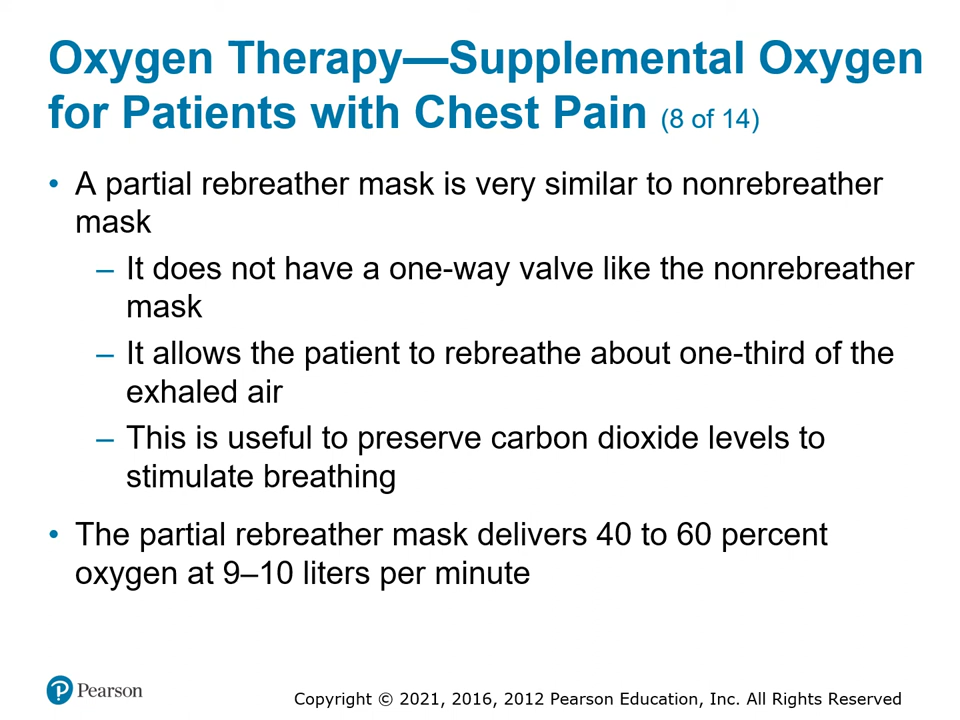 Oxygen Therapy—Supplemental Oxygen
for Patients with Chest Pain (8 of 14)
• A partial rebreather mask is very similar to nonrebreather
mask
– It does not have a one-way valve like the nonrebreather
mask
– It allows the patient to rebreathe about one-third of the
exhaled air
– This is useful to preserve carbon dioxide levels to
stimulate breathing
• The partial rebreather mask delivers 40 to 60 percent
oxygen at 9–10 liters per minute
P Pearson
Copyright © 2021, 2016, 2012 Pearson Education, Inc. All Rights Reserved